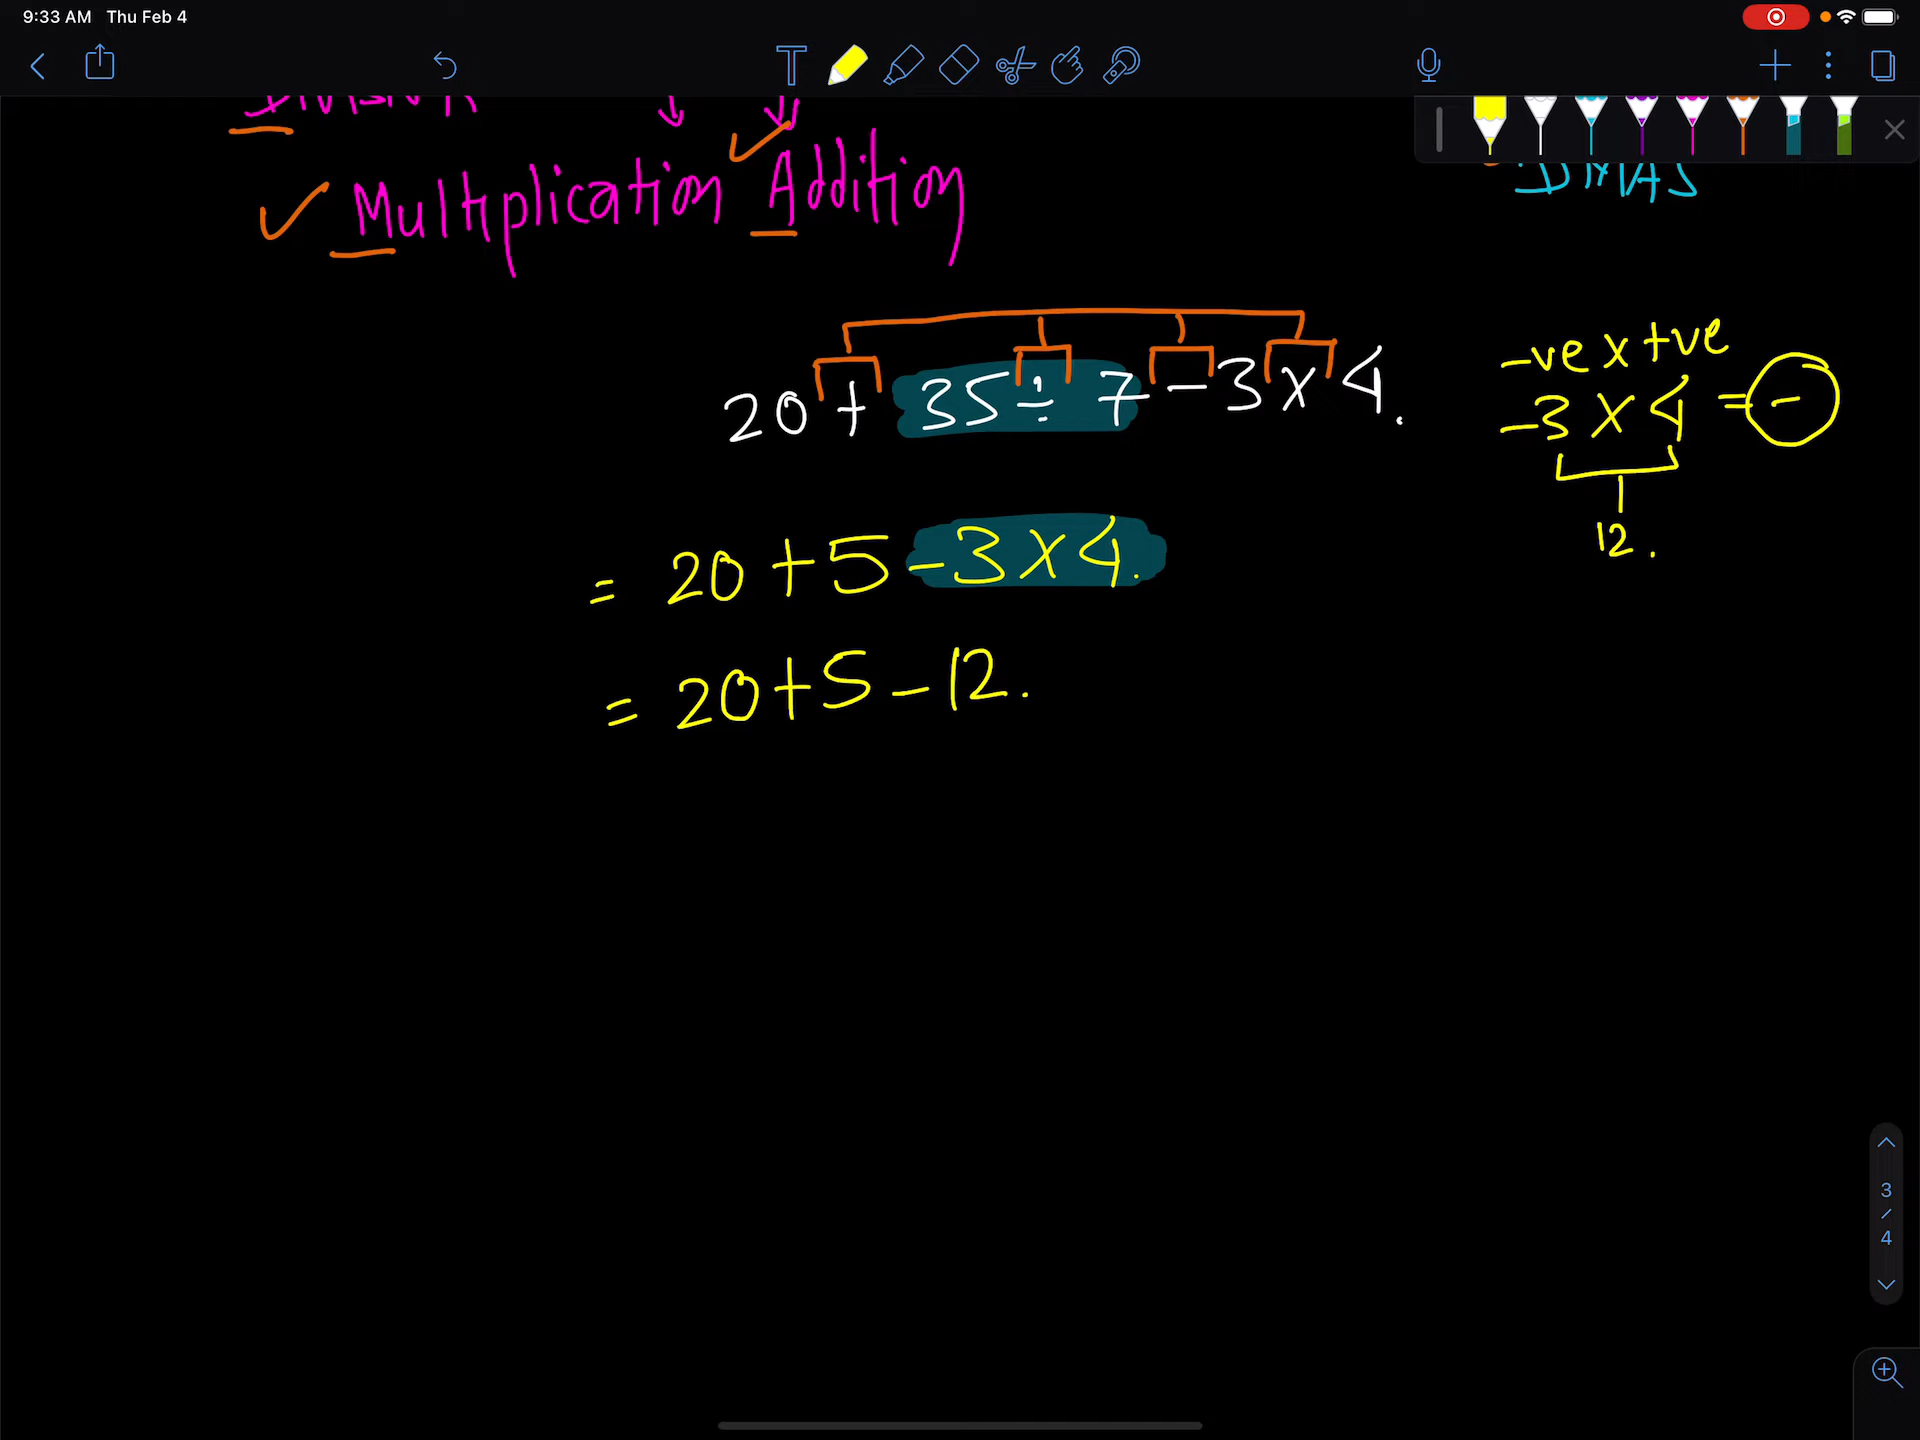 9:33 AM Thu Feb 4
Multiplication Addition
DMAS
20 + 35 ÷ 7 - 3 x 4.
-ve x +ve
-3 x 4 = -
12.
= 20 + 5 - 3 x 4.
= 20 + 5 - 12.
3
/
4